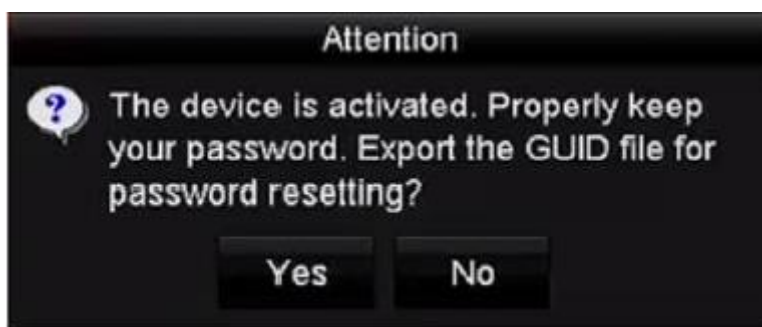 Attention
?
The device is activated. Properly keep
your password. Export the GUID file for
password resetting?
Yes No